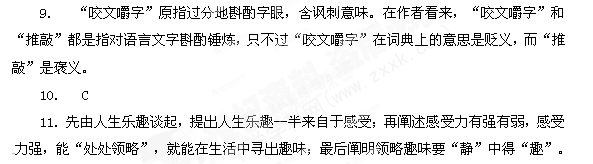 9. “咬文嚼字”原指过分地斟酌字眼，含讽刺意味。在作者看来，“咬文嚼字”和
“推敲”都是指对语言文字斟酌锤炼，只不过“咬文嚼字”在词典上的意思是贬义，而“推
敲”是褒义。
10. C
11. 先由人生乐趣谈起，提出人生乐趣一半来自于感受；再阐述感受力有强有弱，感受
力强，能“处处领略”，就能在生活中寻出趣味；最后阐明领略趣味要“静”中得“趣”。